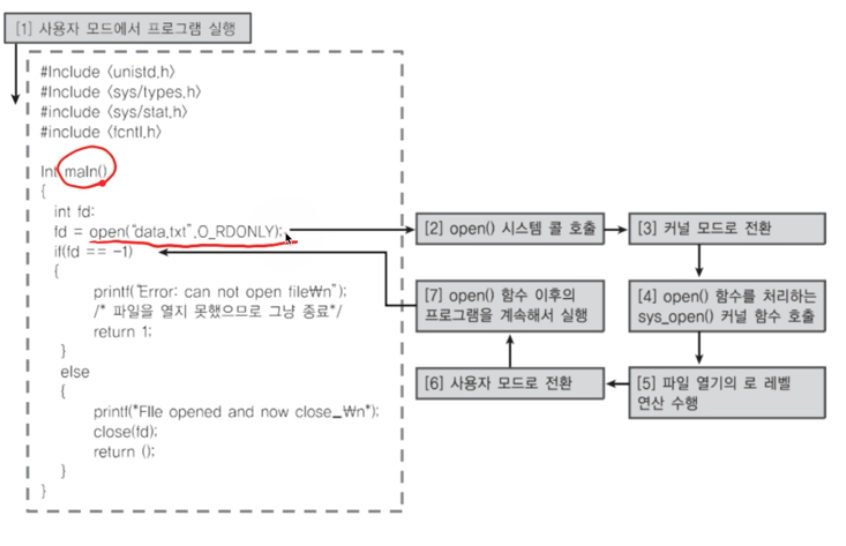 [1] 사용자 모드에서 프로그램 실행
#Include <unistd.h>
#Include <sys/types.h>
#include <sys/stat.h>
#include <fcntl.h>
Int maIn()
{
int fd;
fd = open("data.txt",O_RDONLY);
if(fd == -1)
{
printf("Error: can not open file₩n");
/* 파일을 열지 못했으므로 그냥 종료*/
return 1;
}
else
{
printf("FIle opened and now close_₩n");
close(fd);
return ();
}
}
[2] open() 시스템 콜 호출
[3] 커널 모드로 전환
[4] open() 함수를 처리하는
sys_open() 커널 함수 호출
[5] 파일 열기의 로 레벨
연산 수행
[6] 사용자 모드로 전환
[7] open() 함수 이후의
프로그램을 계속해서 실행